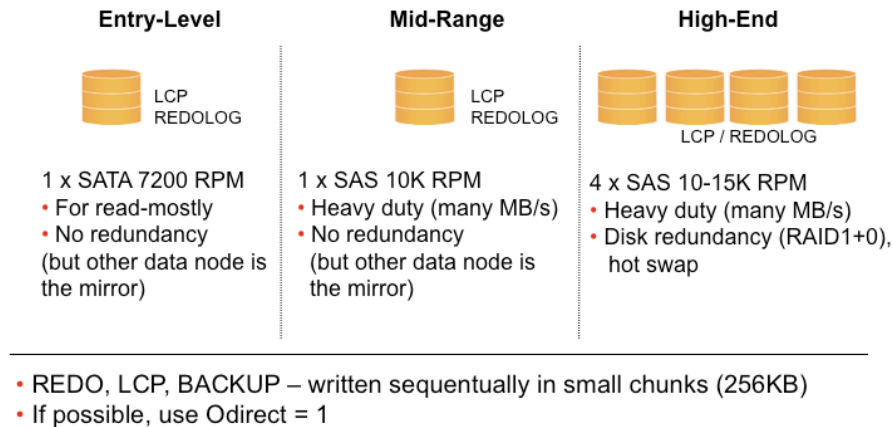 Entry-Level
LCP
REDOLOG
1 x SATA 7200 RPM
• For read-mostly
• No redundancy
(but other data node is
the mirror)
Mid-Range
LCP
REDOLOG
1 x SAS 10K RPM
• Heavy duty (many MB/s)
• No redundancy
(but other data node is
the mirror)
High-End
LCP / REDOLOG
4 x SAS 10-15K RPM
• Heavy duty (many MB/s)
• Disk redundancy (RAID1+0),
hot swap
• REDO, LCP, BACKUP – written sequentually in small chunks (256KB)
• If possible, use Odirect = 1